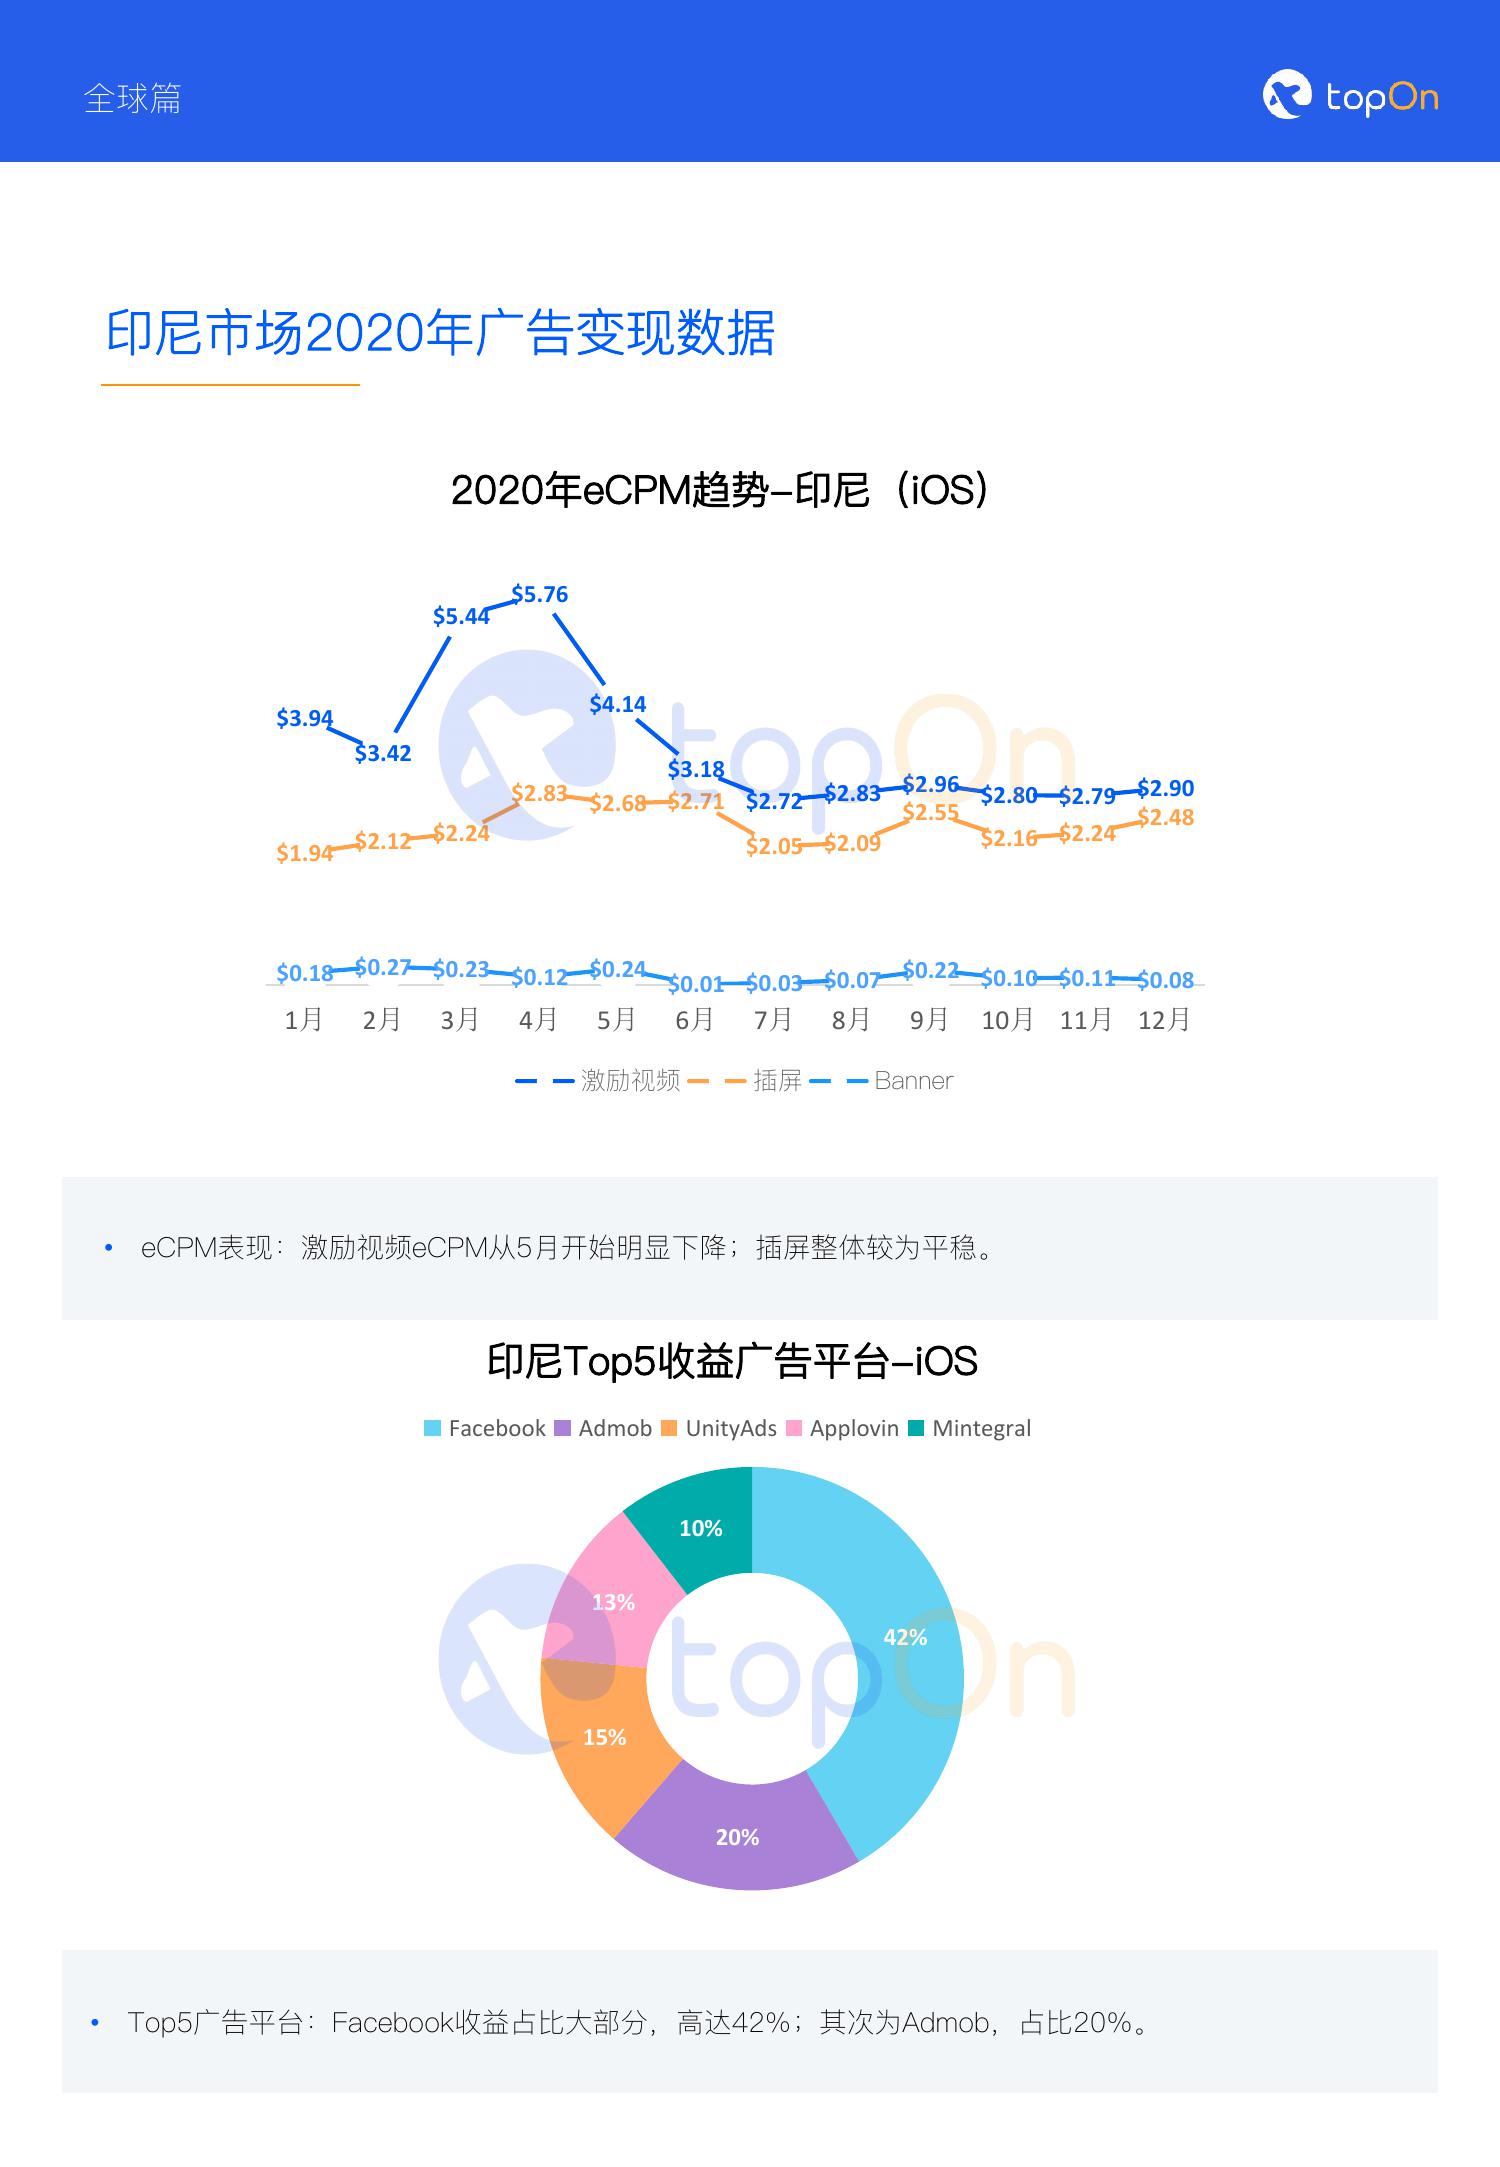 全球篇
topOn
印尼市场2020年广告变现数据
2020年eCPM趋势-印尼（iOS）
$3.94 $3.42 $5.44 $5.76 $4.14 $3.18 $2.72 $2.83 $2.96 $2.80 $2.79 $2.90
$1.94 $2.12 $2.24 $2.83 $2.68 $2.71 $2.05 $2.09 $2.55 $2.16 $2.24 $2.48
$0.18 $0.27 $0.23 $0.12 $0.24 $0.01 $0.03 $0.07 $0.22 $0.10 $0.11 $0.08
1月 2月 3月 4月 5月 6月 7月 8月 9月 10月 11月 12月
激励视频 插屏 Banner
topOn
• eCPM表现：激励视频eCPM从5月开始明显下降；插屏整体较为平稳。
印尼Top5收益广告平台-iOS
Facebook Admob UnityAds Applovin Mintegral
10%
13%
42%
15%
20%
topOn
• Top5广告平台：Facebook收益占比大部分，高达42%；其次为Admob，占比20%。